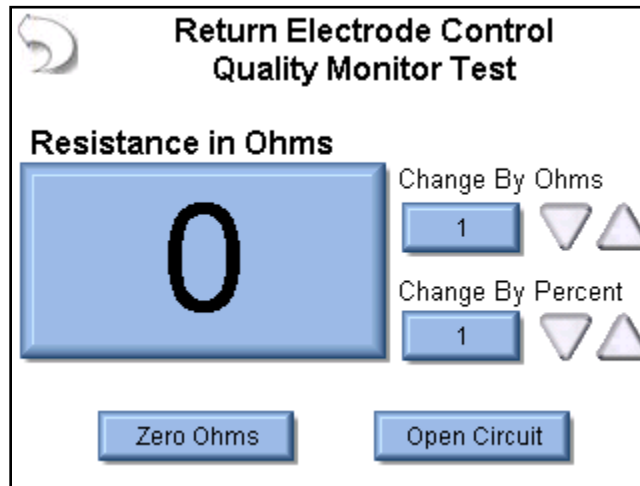 Return Electrode Control
Quality Monitor Test
Resistance in Ohms
0
Change By Ohms
1
Change By Percent
1
Zero Ohms
Open Circuit